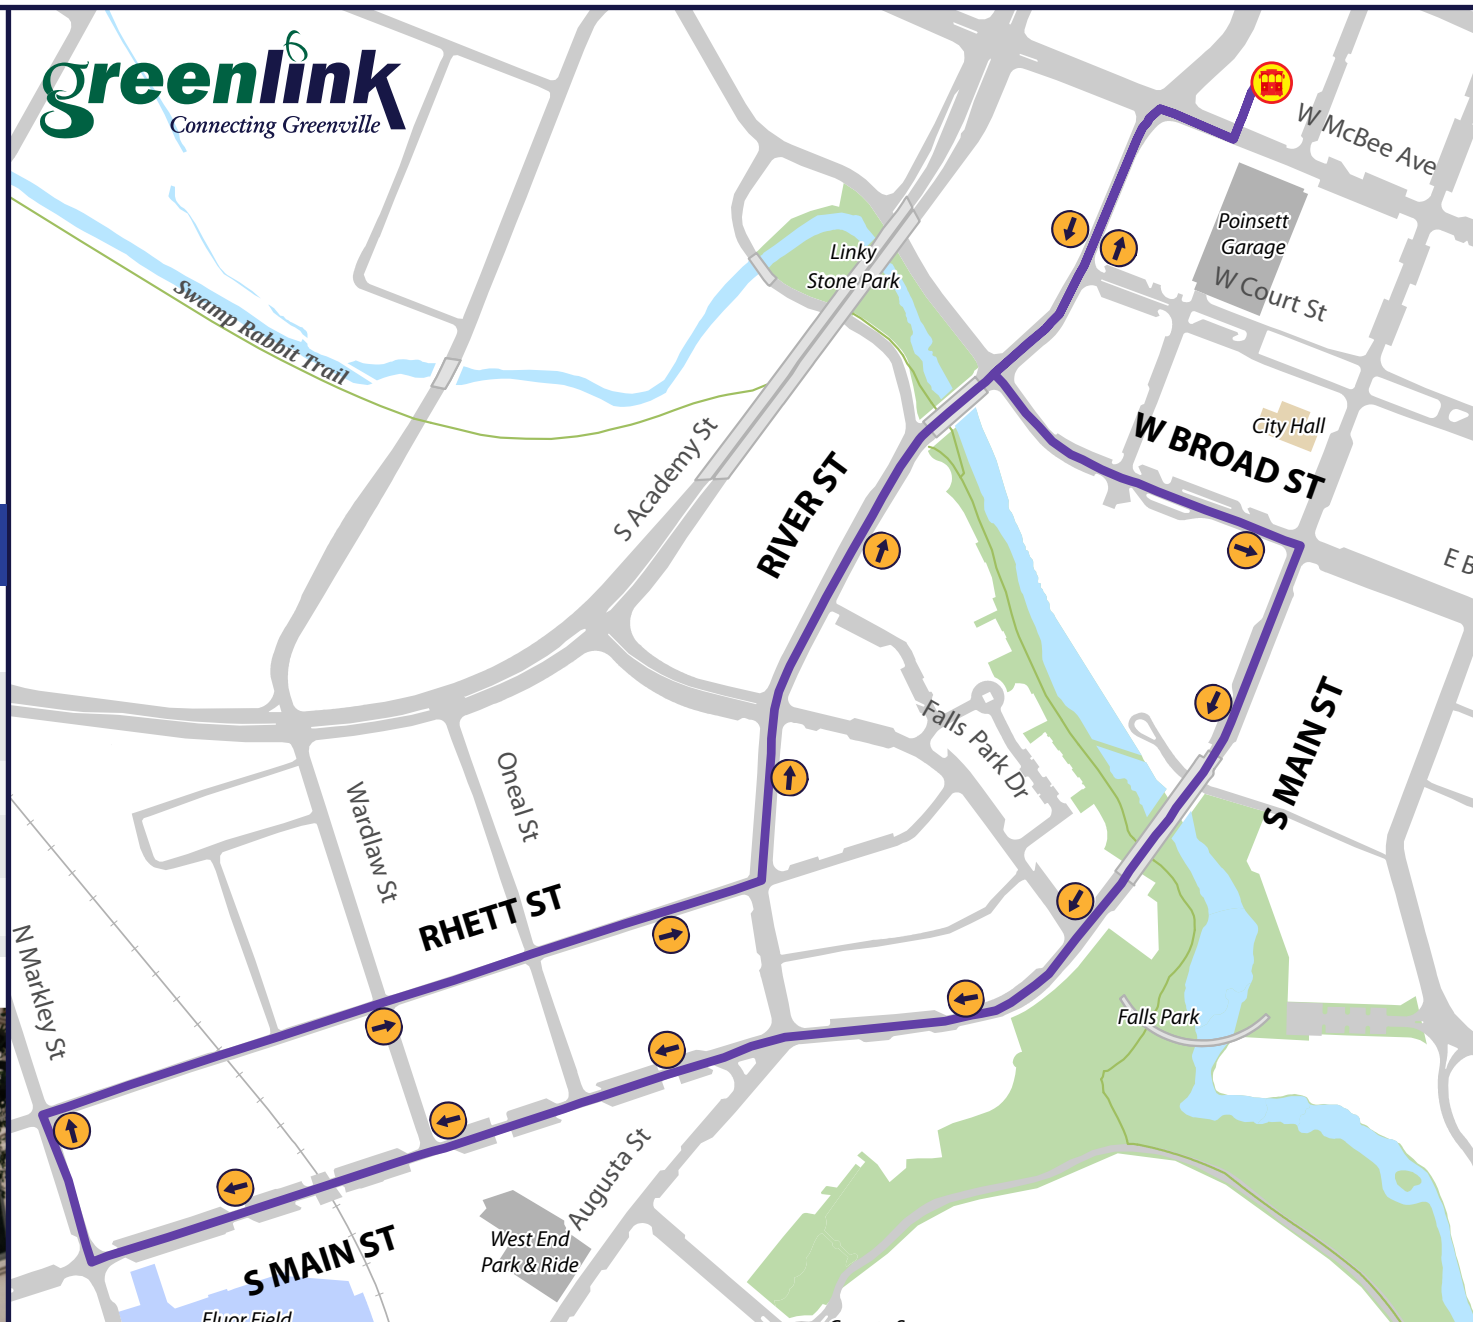 greenlink
Connecting Greenville
W McBee Ave
Poinsett
Garage
W Court St
Linky
Stone Park
Swamp Rabbit Trail
S Academy St
RIVER ST
W BROAD ST
City Hall
Falls Park Dr
S MAIN ST
Oneal St
Wardlaw St
RHETT ST
N Markley St
Falls Park
Augusta St
West End
Park & Ride
S MAIN ST
Fluor Field